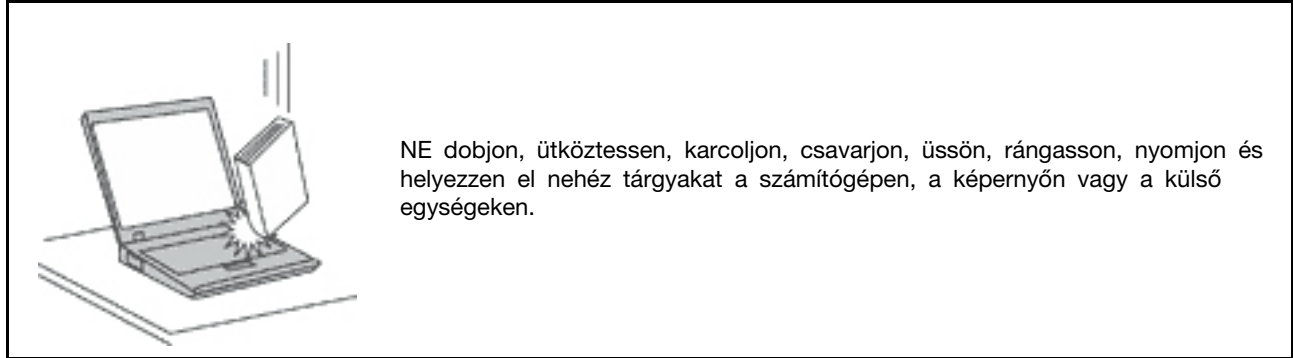 NE dobjon, ütköztessen, karcoljon, csavarjon, üssön, rángasson, nyomjon és
helyezzen el nehéz tárgyakat a számítógépen, a képernyőn vagy a külső
egységeken.